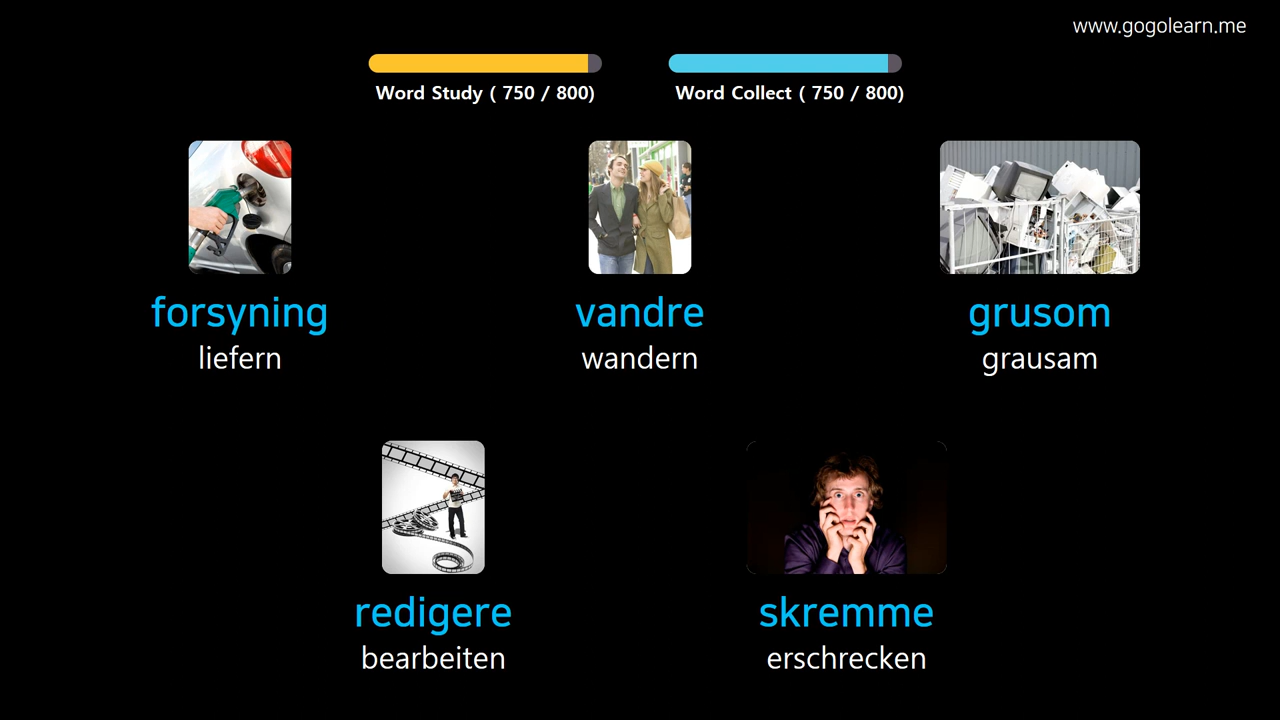 www.gogolearn.me
Word Study ( 750 / 800)
Word Collect ( 750 / 800)
forsyning
liefern
vandre
wandern
grusom
grausam
redigere
bearbeiten
skremme
erschrecken